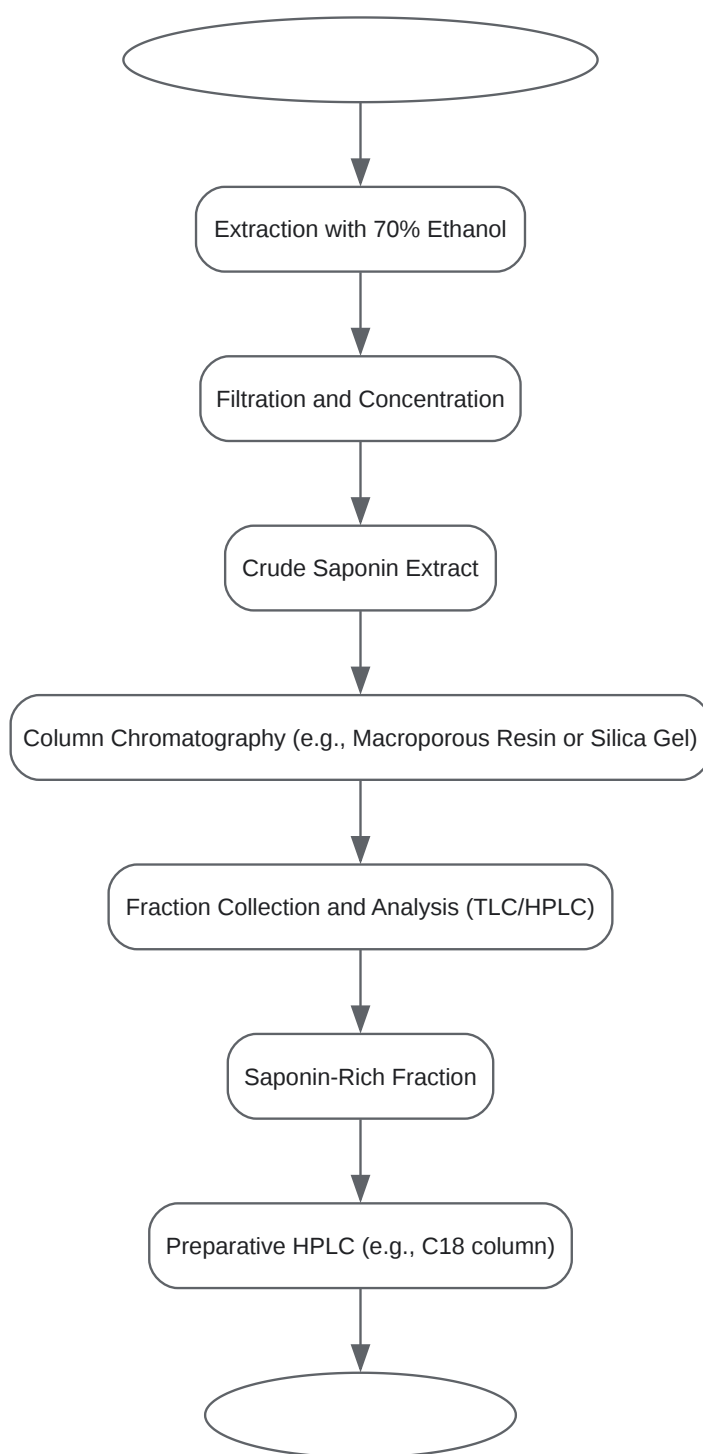 Extraction with 70% Ethanol
Filtration and Concentration
Crude Saponin Extract
Column Chromatography (e.g., Macroporous Resin or Silica Gel)
Fraction Collection and Analysis (TLC/HPLC)
Saponin-Rich Fraction
Preparative HPLC (e.g., C18 column)